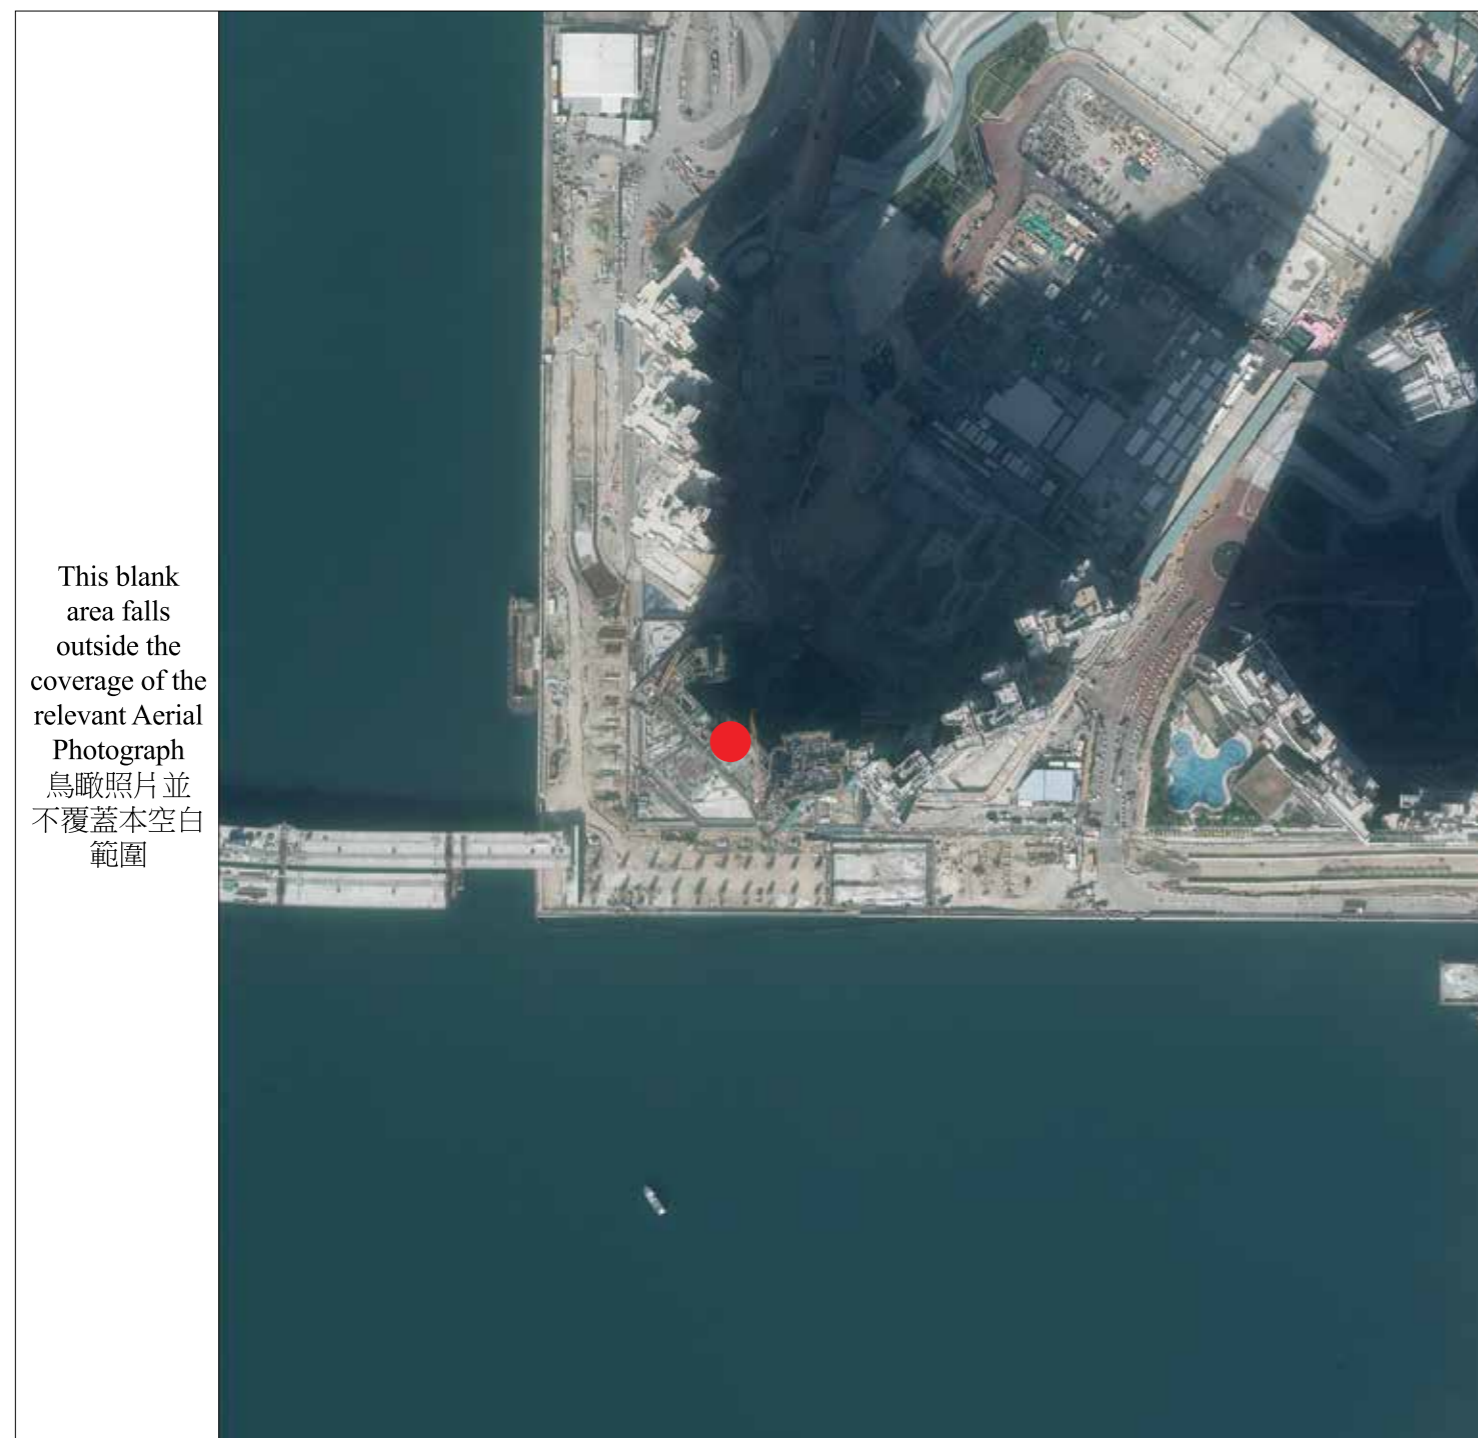 This blank
area falls
outside the
coverage of the
relevant Aerial
Photograph
鳥瞰照片並
不覆蓋本空白
範圍